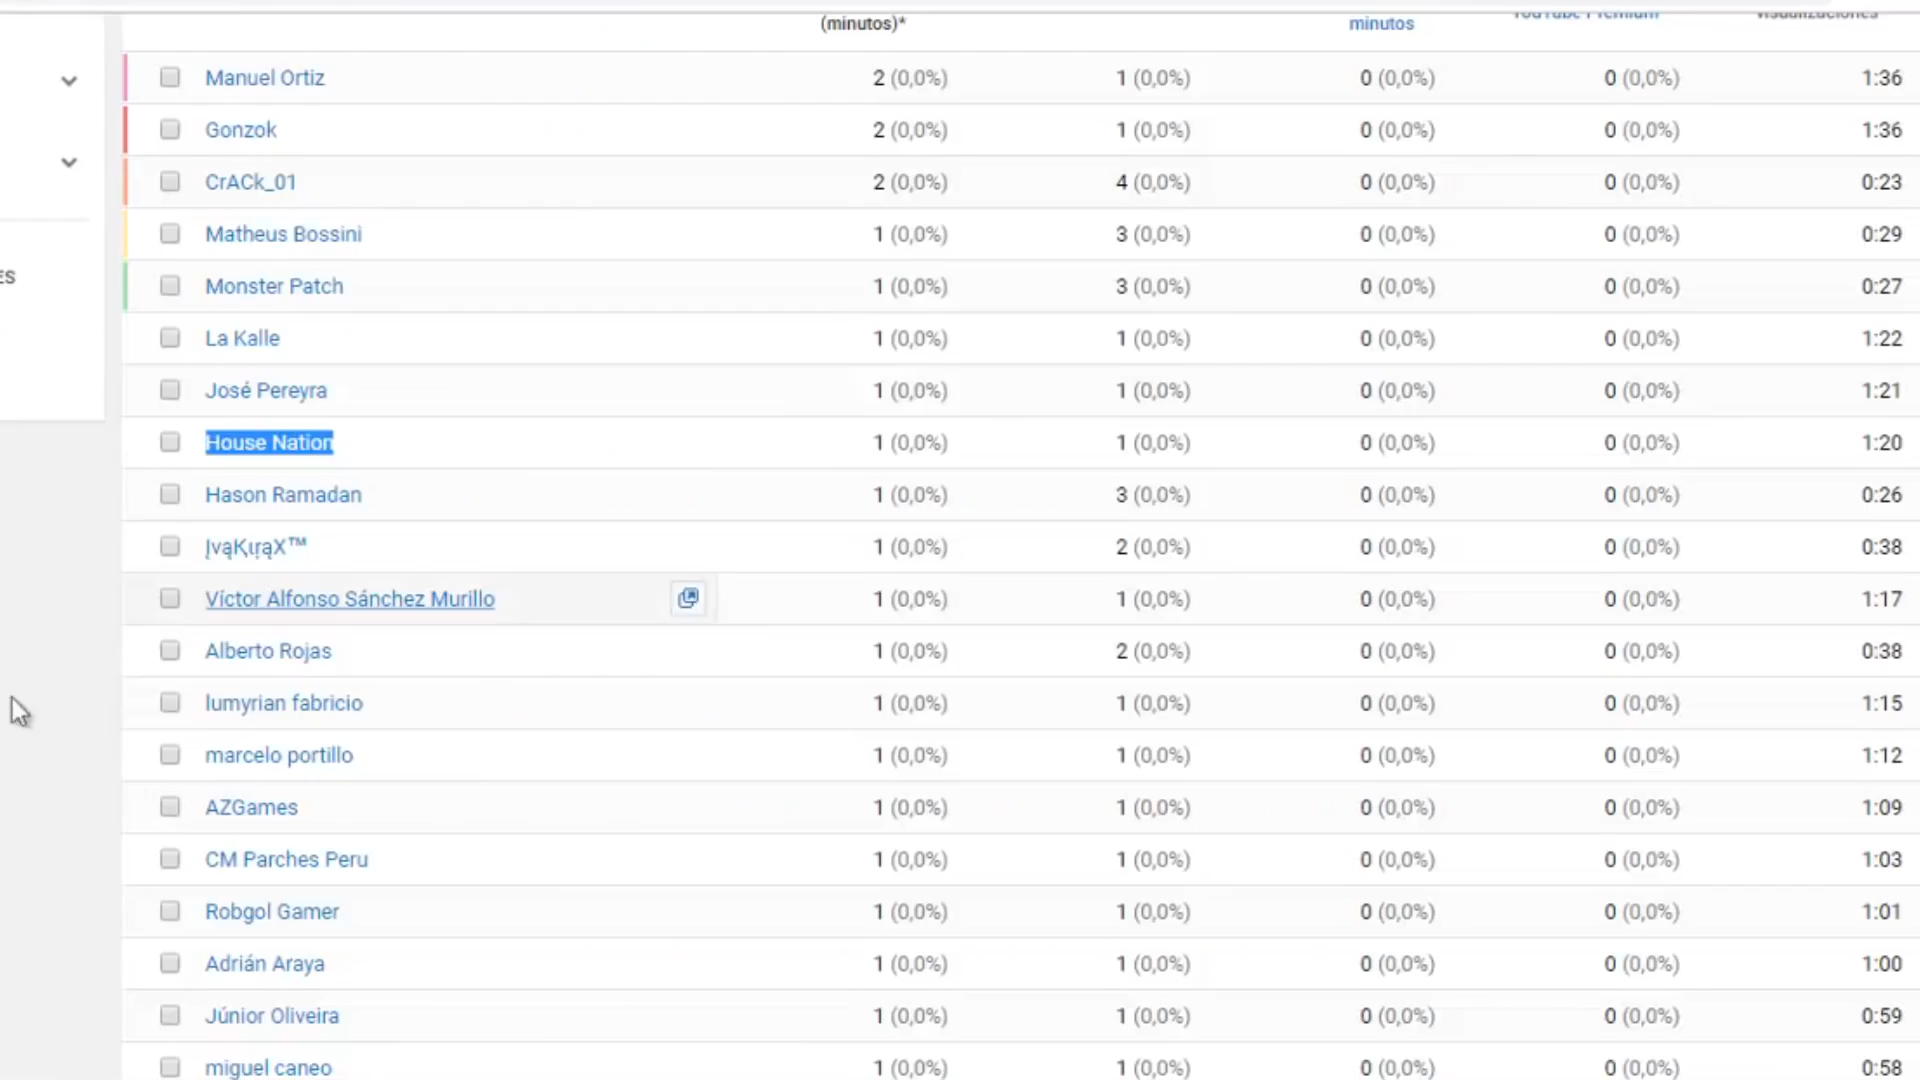 YouTube Premium visualizaciones
(minutos)* minutos
Manuel Ortiz 2 (0,0%) 1 (0,0%) 0 (0,0%) 0 (0,0%) 1:36
Gonzok 2 (0,0%) 1 (0,0%) 0 (0,0%) 0 (0,0%) 1:36
CrACk_01 2 (0,0%) 4 (0,0%) 0 (0,0%) 0 (0,0%) 0:23
Matheus Bossini 1 (0,0%) 3 (0,0%) 0 (0,0%) 0 (0,0%) 0:29
ES
Monster Patch 1 (0,0%) 3 (0,0%) 0 (0,0%) 0 (0,0%) 0:27
La Kalle 1 (0,0%) 1 (0,0%) 0 (0,0%) 0 (0,0%) 1:22
José Pereyra 1 (0,0%) 1 (0,0%) 0 (0,0%) 0 (0,0%) 1:21
House Nation 1 (0,0%) 1 (0,0%) 0 (0,0%) 0 (0,0%) 1:20
Hason Ramadan 1 (0,0%) 3 (0,0%) 0 (0,0%) 0 (0,0%) 0:26
1 (0,0%) 2 (0,0%) 0 (0,0%) 0 (0,0%) 0:38
Víctor Alfonso Sánchez Murillo 1 (0,0%) 1 (0,0%) 0 (0,0%) 0 (0,0%) 1:17
Alberto Rojas 1 (0,0%) 2 (0,0%) 0 (0,0%) 0 (0,0%) 0:38
lumyrian fabricio 1 (0,0%) 1 (0,0%) 0 (0,0%) 0 (0,0%) 1:15
marcelo portillo 1 (0,0%) 1 (0,0%) 0 (0,0%) 0 (0,0%) 1:12
AZGames 1 (0,0%) 1 (0,0%) 0 (0,0%) 0 (0,0%) 1:09
CM Parches Peru 1 (0,0%) 1 (0,0%) 0 (0,0%) 0 (0,0%) 1:03
Robgol Gamer 1 (0,0%) 1 (0,0%) 0 (0,0%) 0 (0,0%) 1:01
Adrián Araya 1 (0,0%) 1 (0,0%) 0 (0,0%) 0 (0,0%) 1:00
Júnior Oliveira 1 (0,0%) 1 (0,0%) 0 (0,0%) 0 (0,0%) 0:59
miguel caneo 1 (0,0%) 1 (0,0%) 0 (0,0%) 0 (0,0%) 0:58